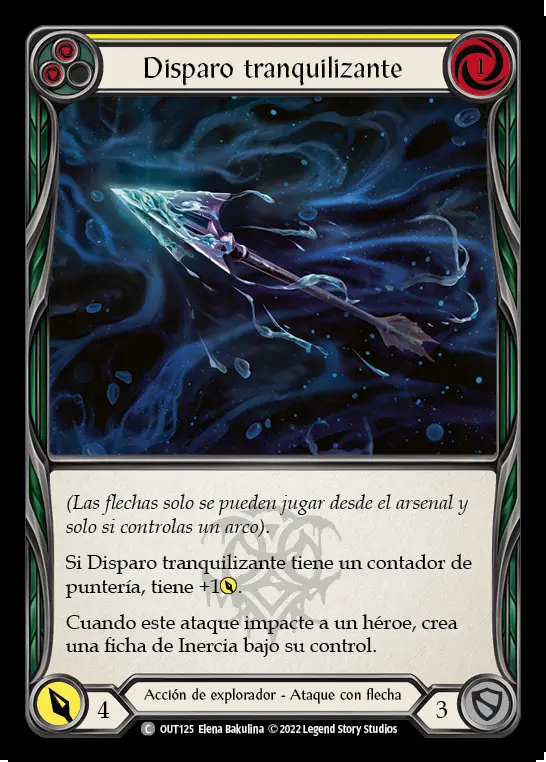 Disparo tranquilizante
1
(Las flechas solo se pueden jugar desde el arsenal y
solo si controlas un arco).
Si Disparo tranquilizante tiene un contador de
puntería, tiene +1.
Cuando este ataque impacte a un héroe, crea
una ficha de Inercia bajo su control.
4
Acción de explorador - Ataque con flecha
3
C OUT125 Elena Bakulina © 2022 Legend Story Studios